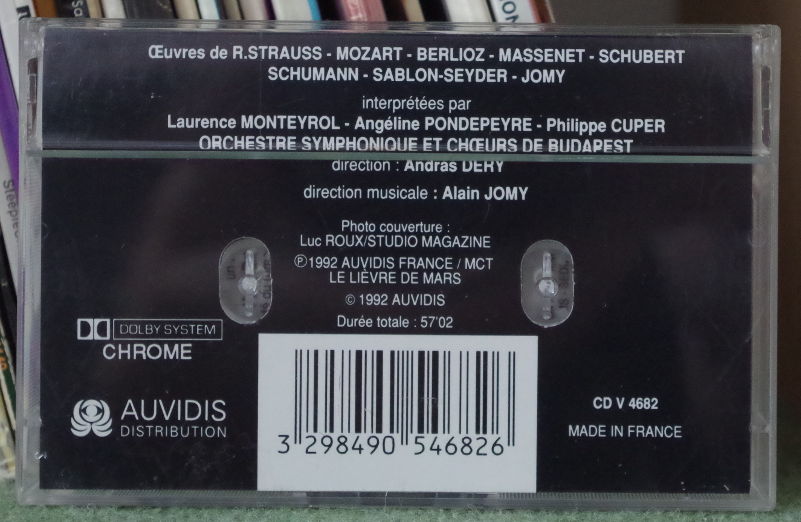 Œuvres de R.STRAUSS - MOZART - BERLIOZ - MASSENET - SCHUBERT
SCHUMANN - SABLON-SEYDER - JOMY
interprétées par
Laurence MONTEYROL - Angéline PONDEPEYRE - Philippe CUPER
ORCHESTRE SYMPHONIQUE ET CHŒURS DE BUDAPEST
direction : Andras DERY
direction musicale : Alain JOMY
Photo couverture :
Luc ROUX/STUDIO MAGAZINE
℗1992 AUVIDIS FRANCE / MCT
LE LIÈVRE DE MARS
© 1992 AUVIDIS
Durée totale : 57'02
DOLBY SYSTEM
CHROME
AUVIDIS
DISTRIBUTION
3 298490 546826
CD V 4682
MADE IN FRANCE